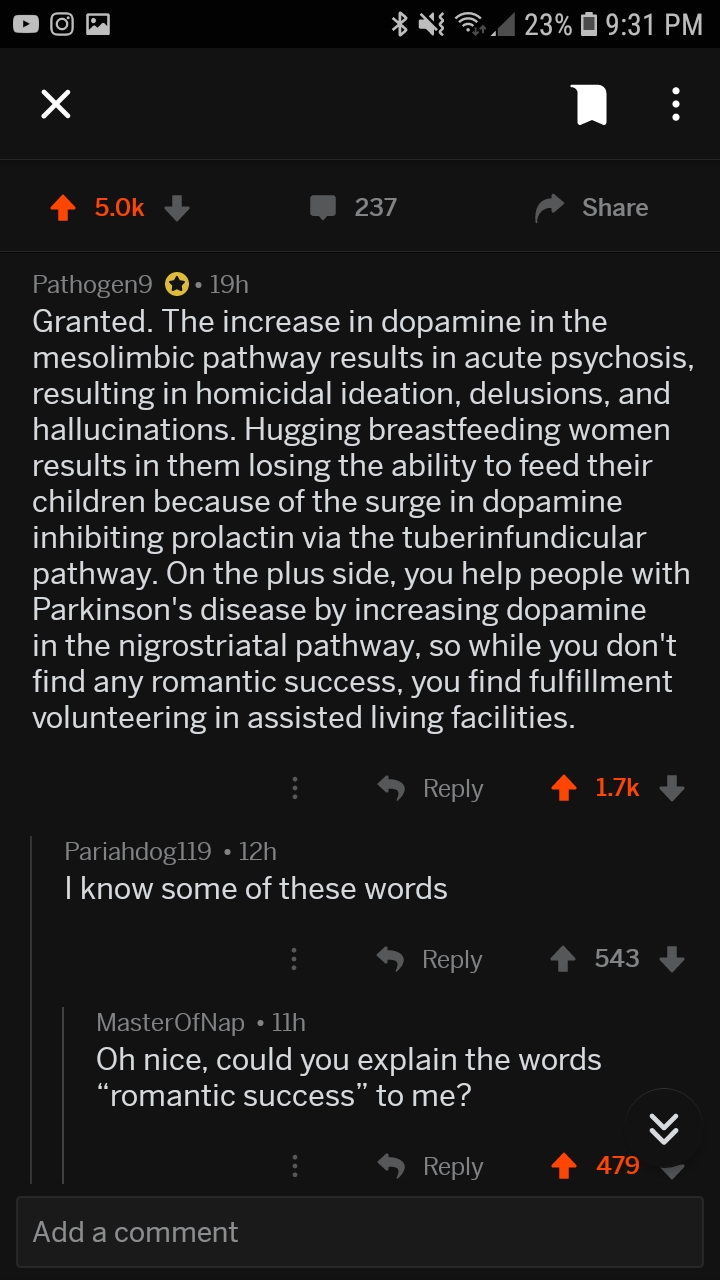 23% 9:31 PM
5.0k 237 Share
Pathogen9 • 19h
Granted. The increase in dopamine in the
mesolimbic pathway results in acute psychosis,
resulting in homicidal ideation, delusions, and
hallucinations. Hugging breastfeeding women
results in them losing the ability to feed their
children because of the surge in dopamine
inhibiting prolactin via the tuberinfundicular
pathway. On the plus side, you help people with
Parkinson's disease by increasing dopamine
in the nigrostriatal pathway, so while you don't
find any romantic success, you find fulfillment
volunteering in assisted living facilities.
Reply 1.7k
Pariahdog119 • 12h
I know some of these words
Reply 543
MasterOfNap • 11h
Oh nice, could you explain the words
“romantic success” to me?
Reply 479
Add a comment